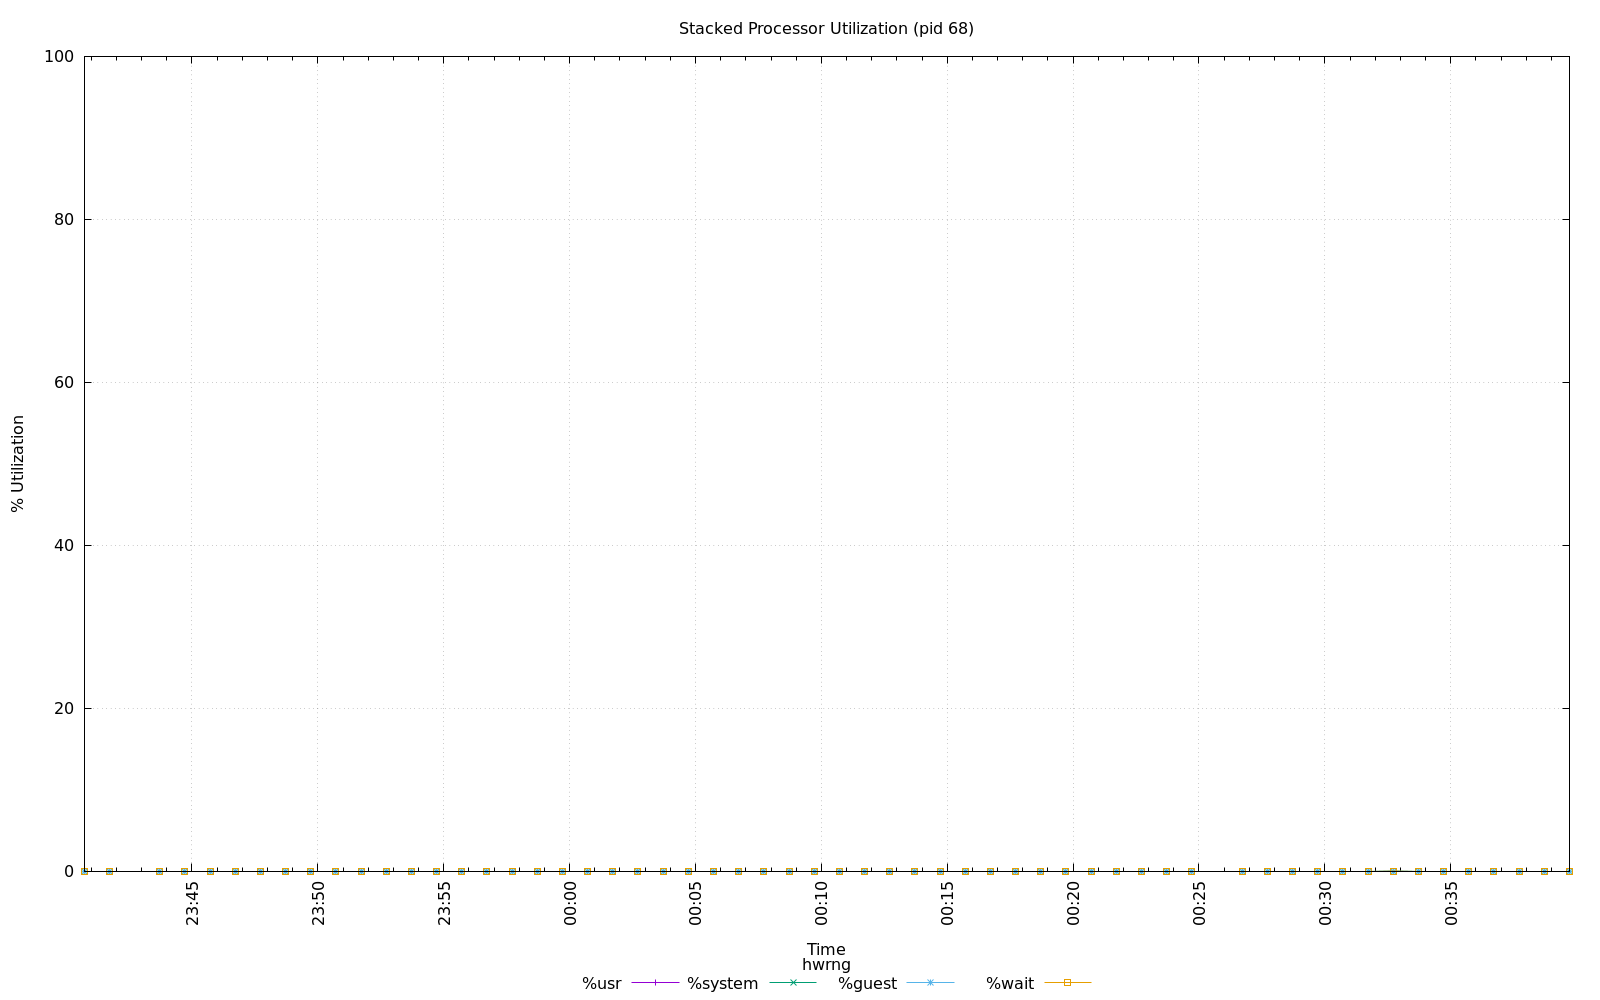 Stacked Processor Utilization (pid 68)
100
80
60
40
20
0
% Utilization
23:45 23:50 23:55 00:00 00:05 00:10 00:15 00:20 00:25 00:30 00:35
Time
hwrng
%usr %system %guest %wait